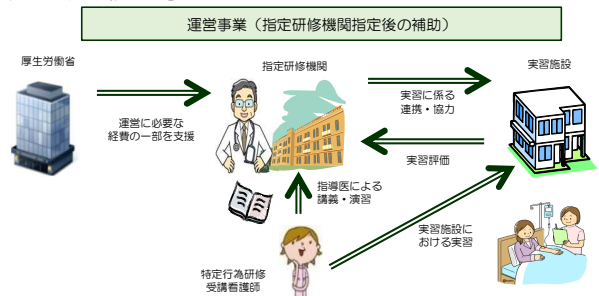 運営事業（指定研修機関指定後の補助）
厚生労働省
指定研修機関
実習施設
運営に必要な
経費の一部を支援
実習に係る
連携・協力
実習評価
指導医による
講義・演習
実習施設に
おける実習
特定行為研修
受講看護師